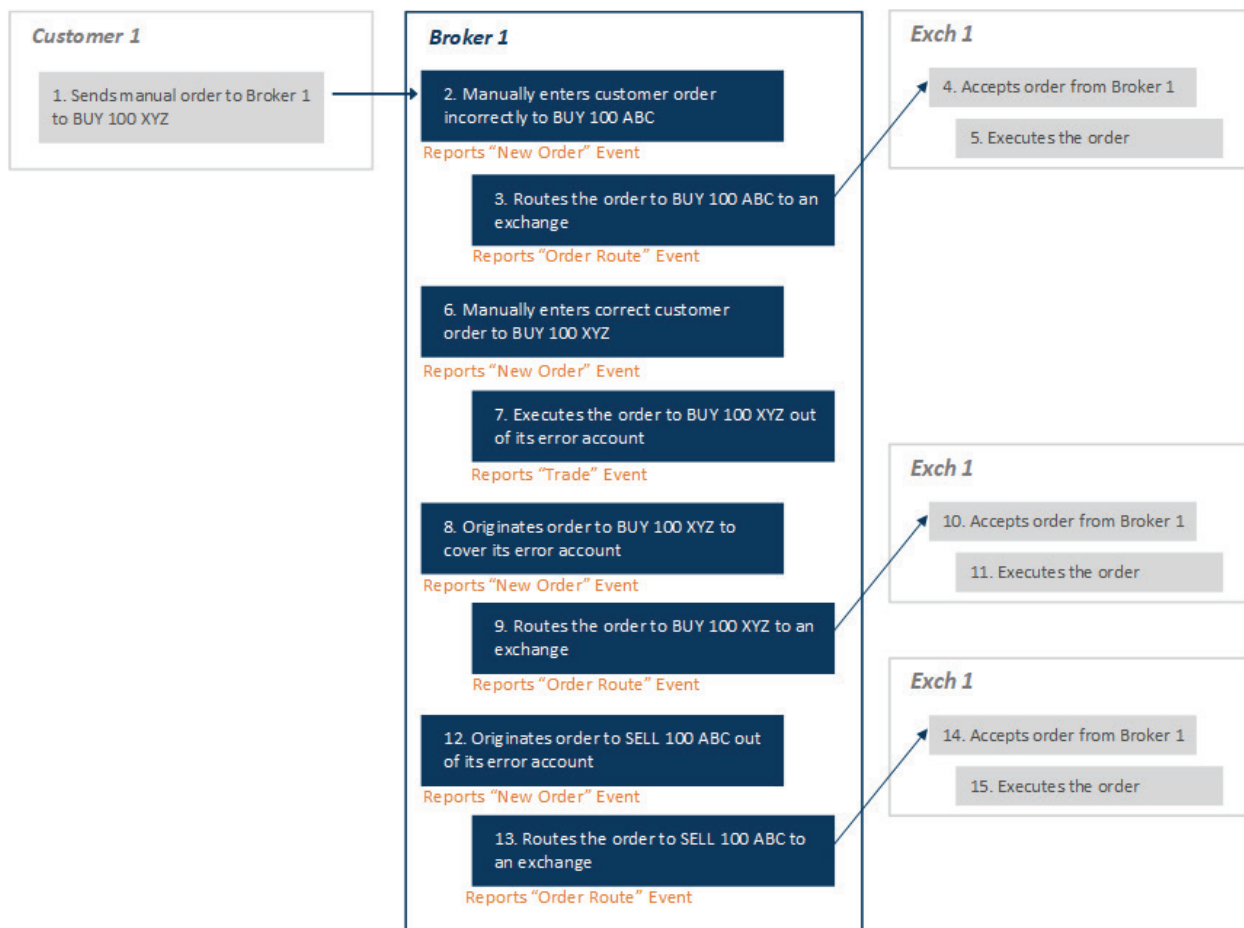 Customer 1
1. Sends manual order to Broker 1
to BUY 100 XYZ
Broker 1
2. Manually enters customer order
incorrectly to BUY 100 ABC
Reports “New Order” Event
3. Routes the order to BUY 100 ABC to an
exchange
Reports “Order Route” Event
Exch 1
4. Accepts order from Broker 1
5. Executes the order
6. Manually enters correct customer
order to BUY 100 XYZ
Reports “New Order” Event
7. Executes the order to BUY 100 XYZ out
of its error account
Reports “Trade” Event
8. Originates order to BUY 100 XYZ to
cover its error account
Reports “New Order” Event
9. Routes the order to BUY 100 XYZ to an
exchange
Reports “Order Route” Event
Exch 1
10. Accepts order from Broker 1
11. Executes the order
12. Originates order to SELL 100 ABC out
of its error account
Reports “New Order” Event
13. Routes the order to SELL 100 ABC to
an exchange
Reports “Order Route” Event
Exch 1
14. Accepts order from Broker 1
15. Executes the order